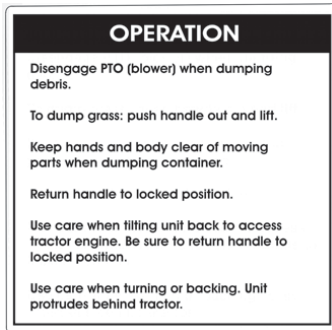 OPERATION
Disengage PTO (blower) when dumping
debris.
To dump grass: push handle out and lift.
Keep hands and body clear of moving
parts when dumping container.
Return handle to locked position.
Use care when tilting unit back to access
tractor engine. Be sure to return handle to
locked position.
Use care when turning or backing. Unit
protrudes behind tractor.